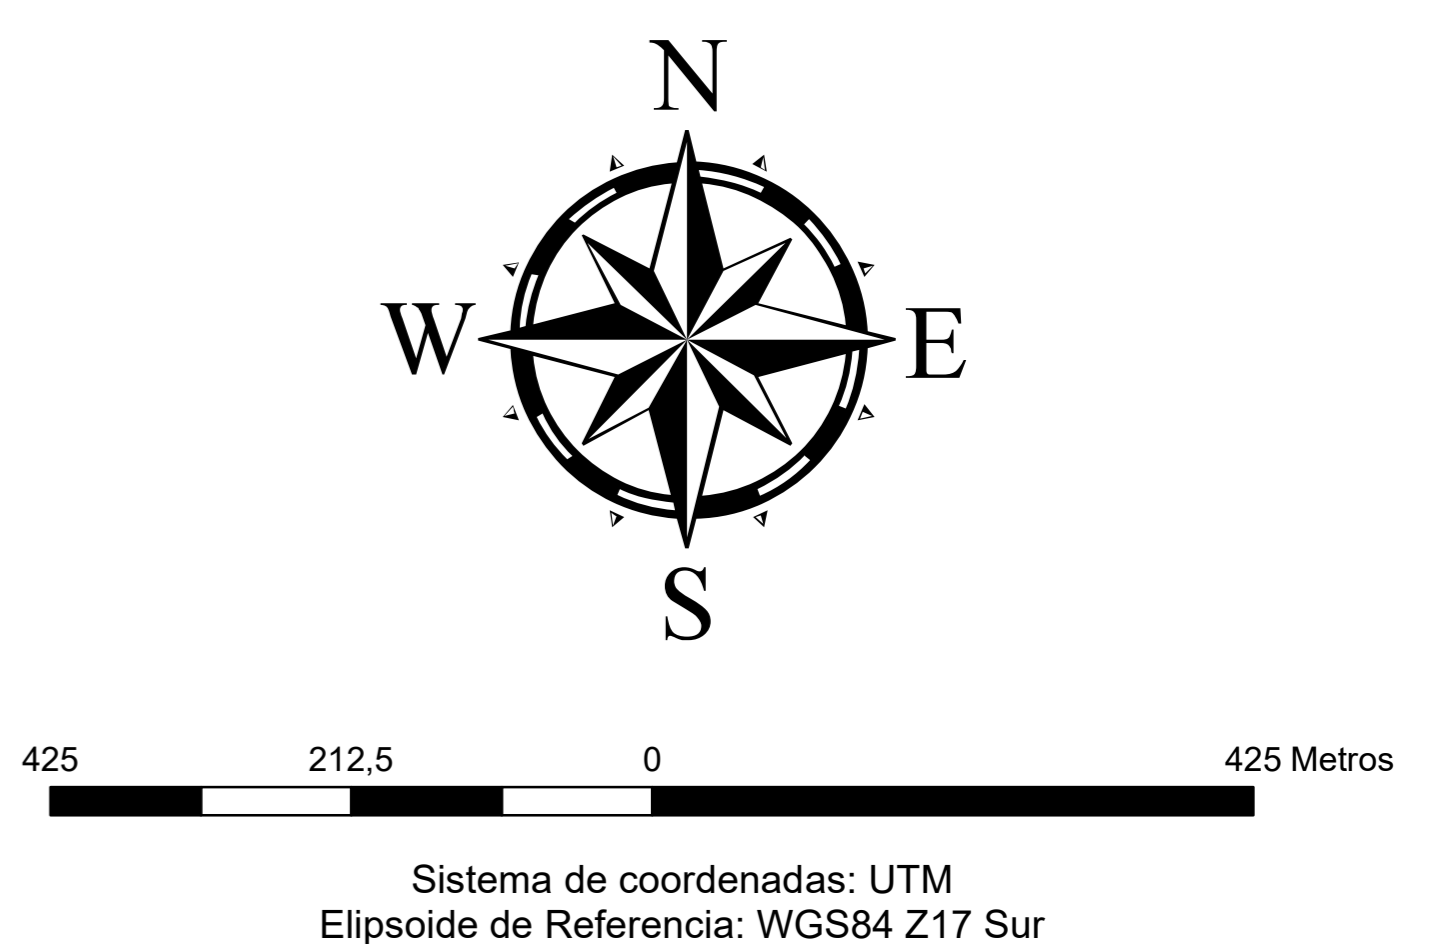 N
W E
S
425 212,5 0 425 Metros
Sistema de coordenadas: UTM
Elipsoide de Referencia: WGS84 Z17 Sur